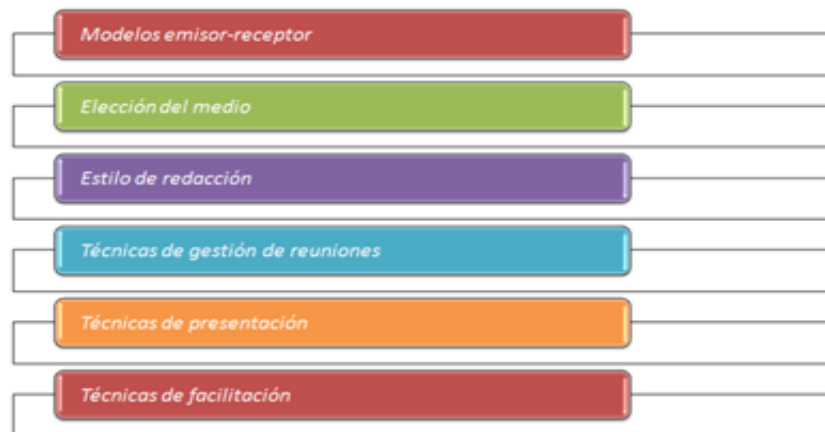 Modelos emisor-receptor
Elección del medio
Estilo de redacción
Técnicas de gestión de reuniones
Técnicas de presentación
Técnicas de facilitación